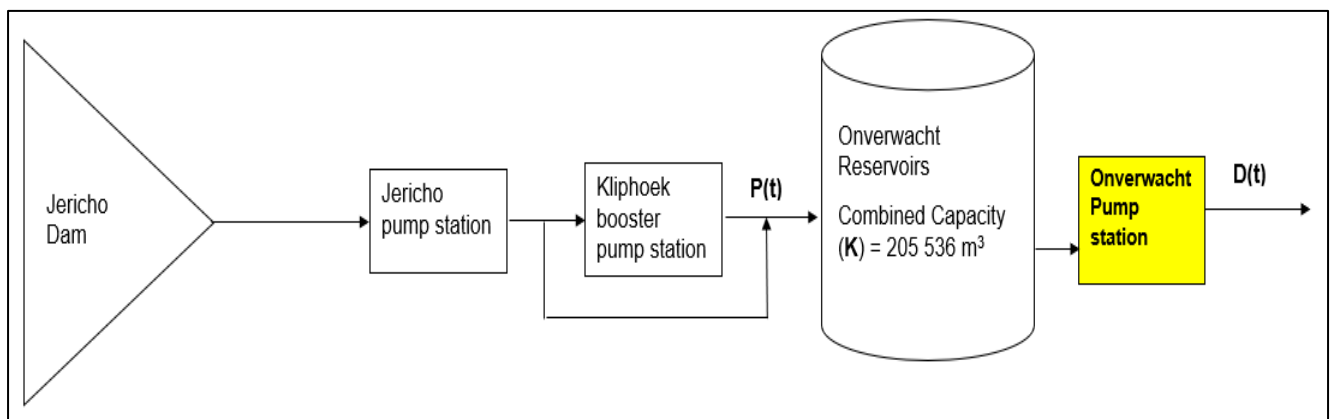 Jericho
Dam
Jericho
pump station
Kliphoek
booster
pump station
P(t)
Onverwacht
Reservoirs
Combined Capacity
(K) = 205 536 m³
Onverwacht
Pump
station
D(t)